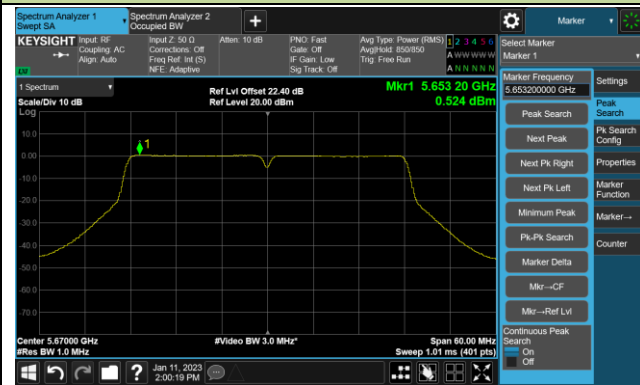 Spectrum Analyzer 1
Swept SA
Spectrum Analyzer 2
Occupied BW
Marker
KEYSIGHT
Input: RF
Coupling: AC
Align: Auto
Input Z: 50 Ω
Corrections: Off
Freq Ref: Int (S)
NFE: Adaptive
Atten: 10 dB
PNO: Fast
Gate: Off
IF Gain: Low
Sig Track: Off
Avg Type: Power (RMS)
Avg|Hold: 850/850
Trig: Free Run
1 2 3 4 5 6
A W W W W W
A N N N N N
Select Marker
Marker 1
LVI
1 Spectrum
Scale/Div 10 dB
Log
Ref Lvl Offset 22.40 dB
Ref Level 20.00 dBm
Mkr1 5.653 20 GHz
0.524 dBm
10.0
0.00
-10.0
-20.0
-30.0
-40.0
-50.0
-60.0
-70.0
1
Center 5.67000 GHz
#Res BW 1.0 MHz
#Video BW 3.0 MHz*
Span 60.00 MHz
Sweep 1.01 ms (401 pts)
Marker Frequency
5.653200000 GHz
Peak Search
Next Peak
Next Pk Right
Next Pk Left
Minimum Peak
Pk-Pk Search
Marker Delta
Mkr→CF
Mkr→Ref Lvl
Continuous Peak
Search
On
Off
Settings
Peak
Search
Pk Search
Config
Properties
Marker
Function
Marker→
Counter
Jan 11, 2023
2:00:19 PM